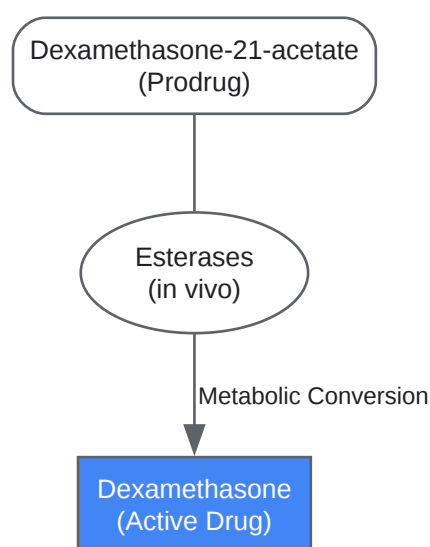 Dexamethasone-21-acetate
(Prodrug)
Esterases
(in vivo)
Metabolic Conversion
Dexamethasone
(Active Drug)